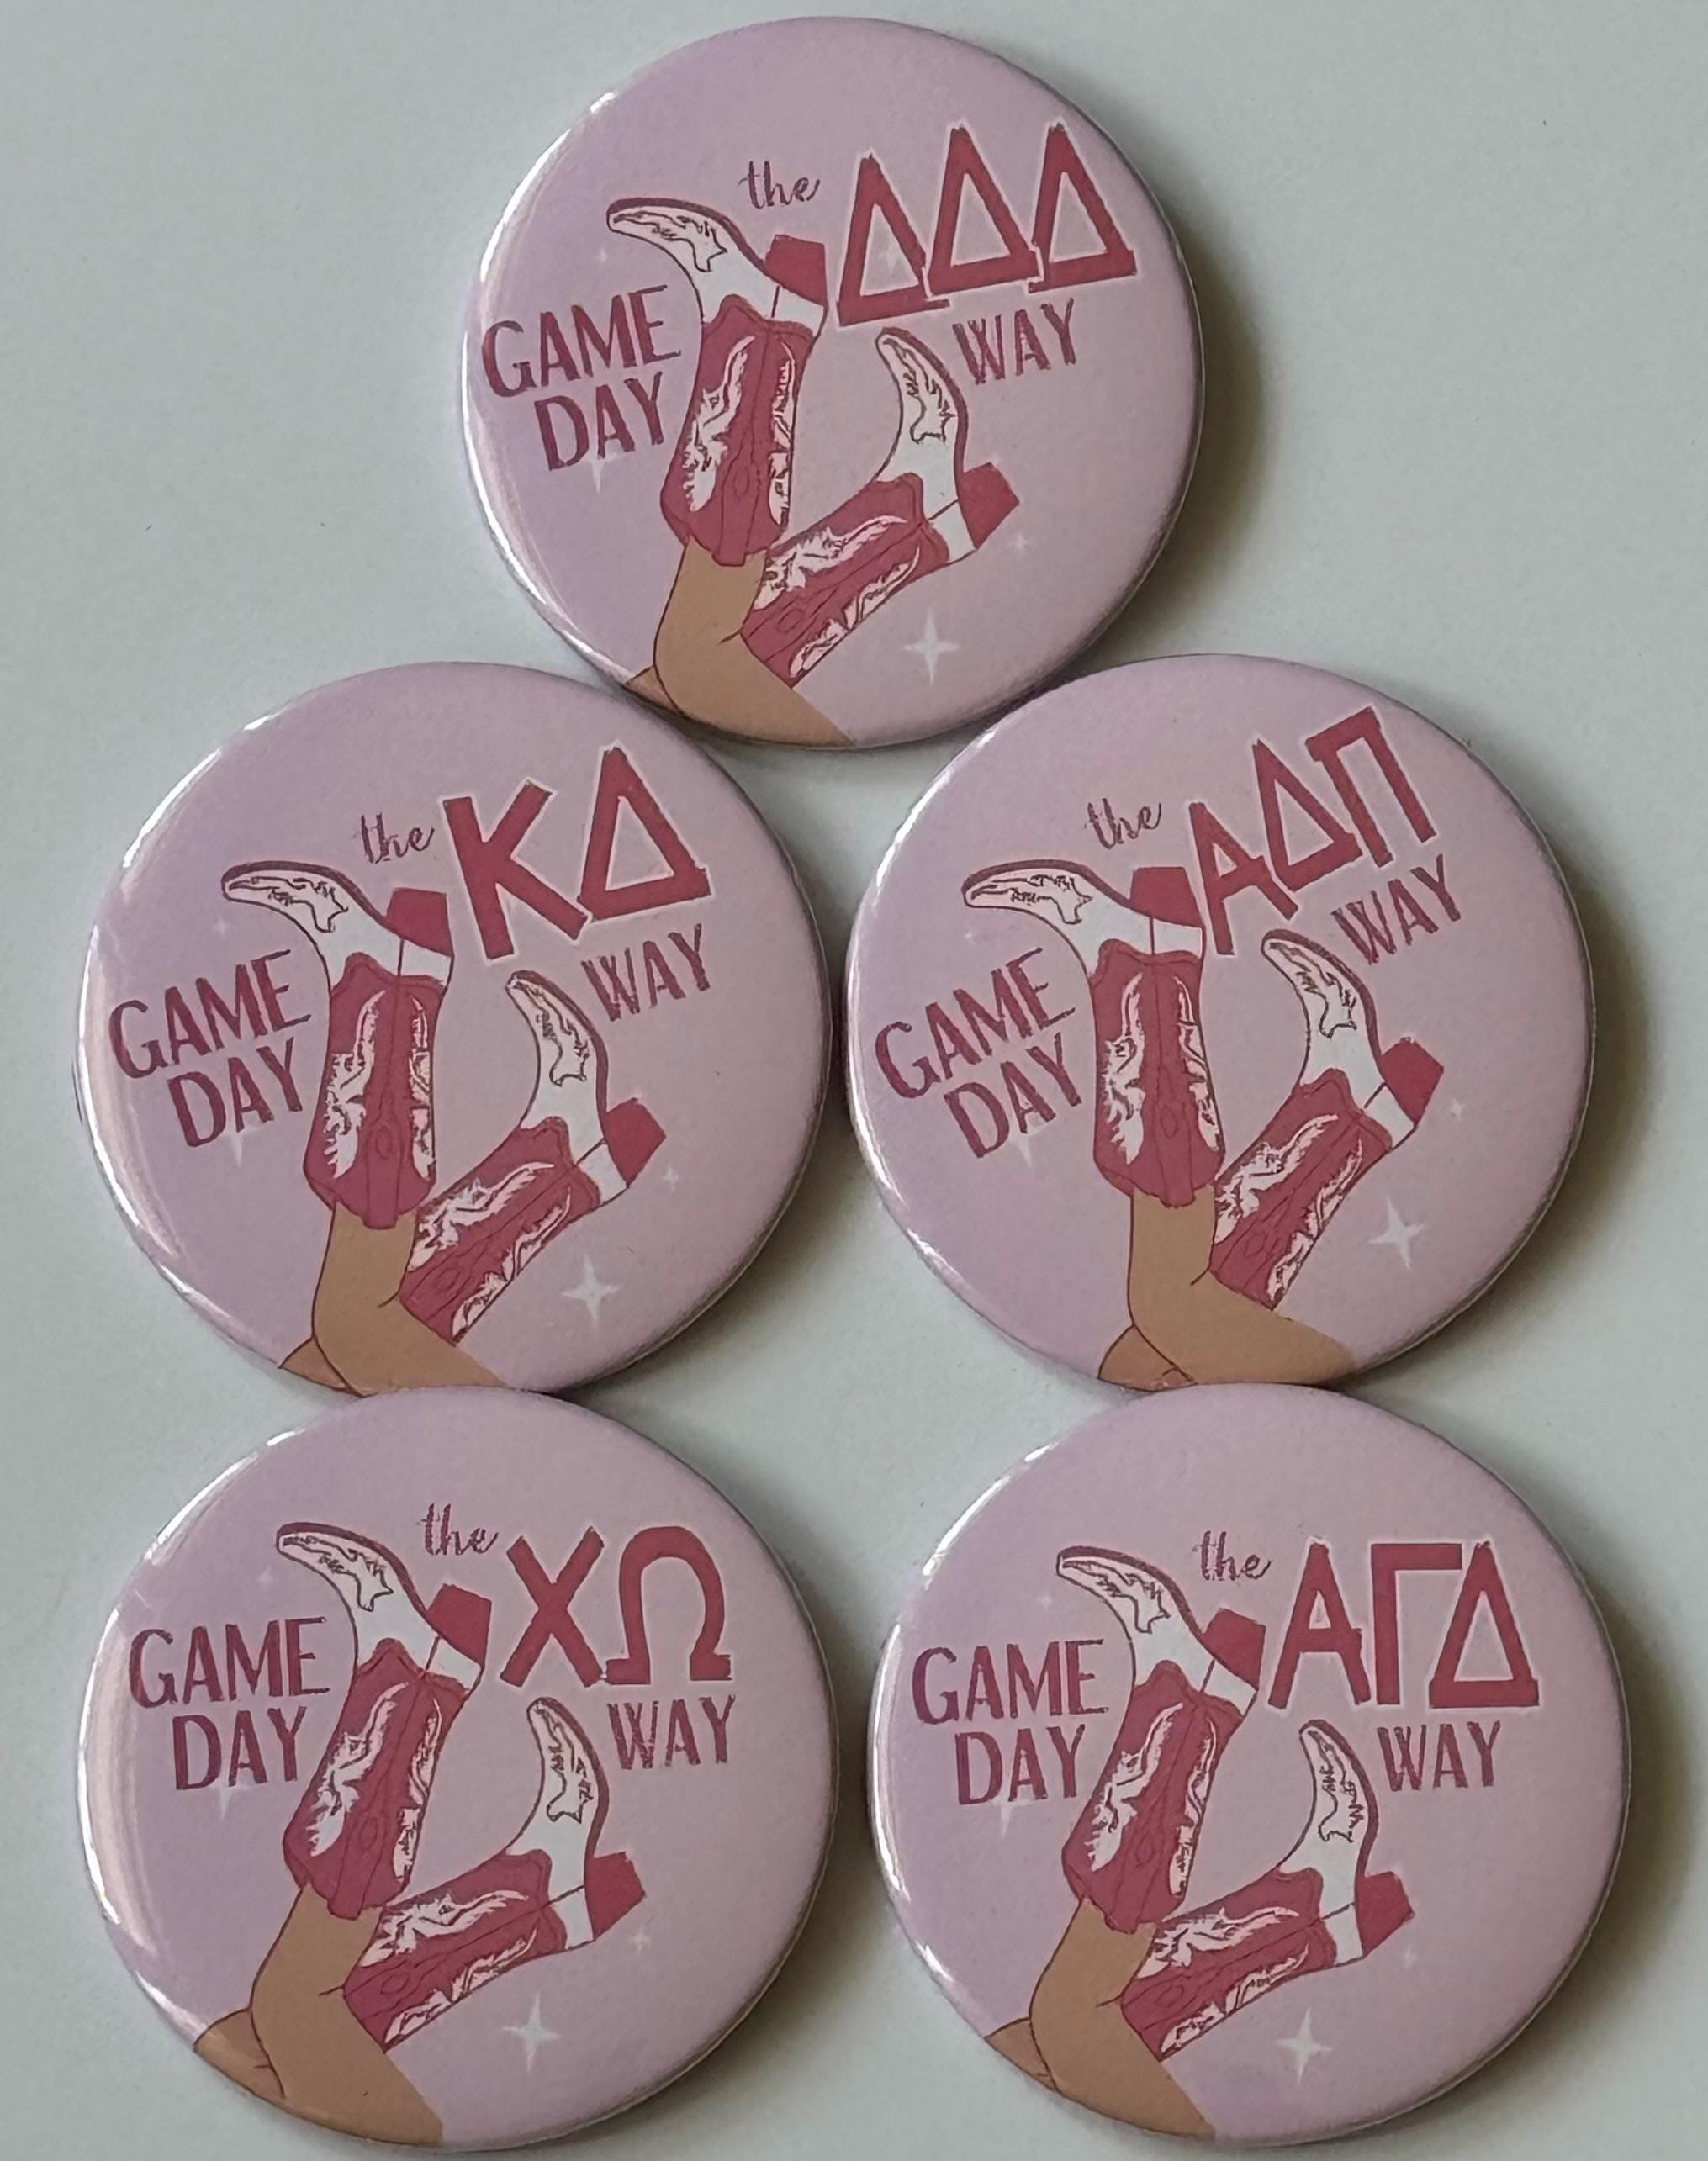 the ΔΔΔ
GAME
DAY
WAY
the ΚΔ
GAME
DAY
WAY
the ΑΔΠ
GAME
DAY
WAY
the ΧΩ
GAME
DAY
WAY
the ΑΓΔ
GAME
DAY
WAY